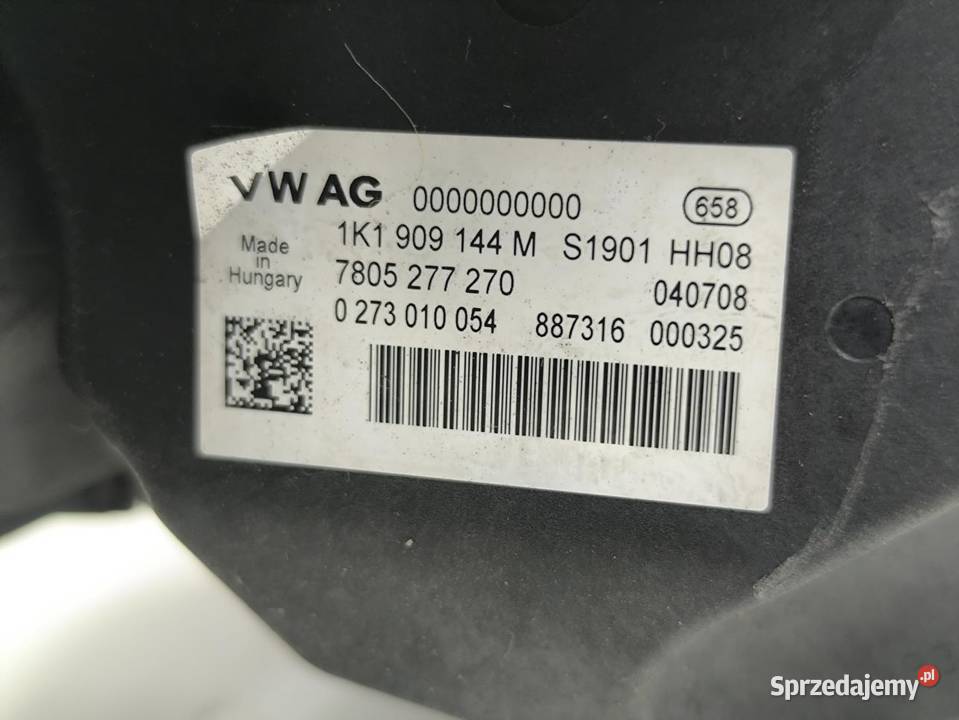 VW AG 0000000000 658
1K1 909 144 M S1901 HH08
Made
in
Hungary
7805 277 270 040708
0 273 010 054 887316 000325
Sprzedajemy.pl